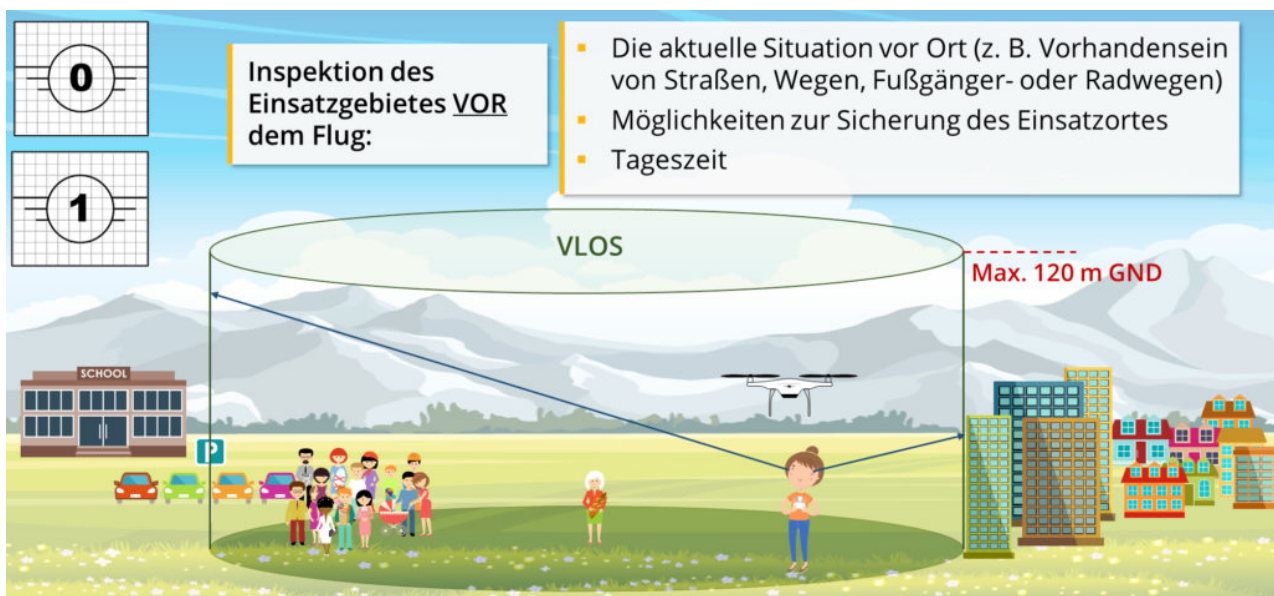 0
1
Inspektion des
Einsatzgebietes VOR
dem Flug:
▪ Die aktuelle Situation vor Ort (z. B. Vorhandensein
von Straßen, Wegen, Fußgänger- oder Radwegen)
▪ Möglichkeiten zur Sicherung des Einsatzortes
▪ Tageszeit
VLOS
Max. 120 m GND
SCHOOL
P